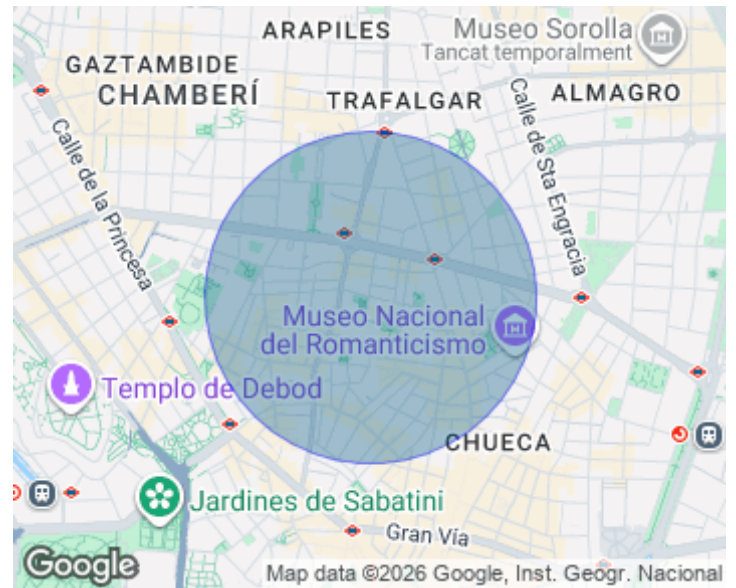 ARAPILES
Museo Sorolla
Tancat temporalment
GAZTAMBIDE
CHAMBERÍ
TRAFALGAR
ALMAGRO
Calle de Sta Engracia
Calle de la Princesa
Museo Nacional
del Romanticismo
Templo de Debod
CHUECA
Jardines de Sabatini
Gran Vía
Google
Map data ©2026 Google, Inst. Geogr. Nacional